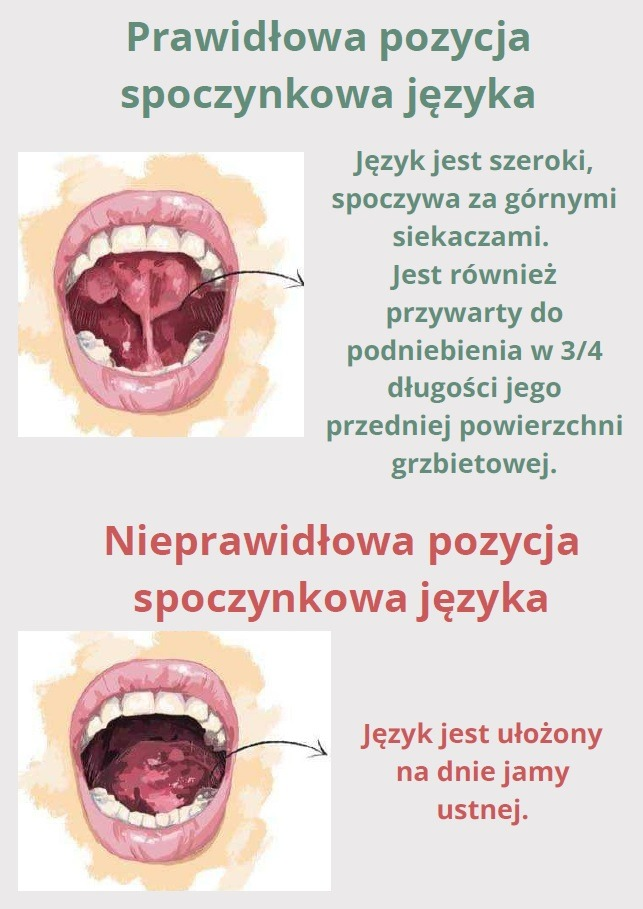 Prawidłowa pozycja
spoczynkowa języka
Język jest szeroki,
spoczywa za górnymi
siekaczami.
Jest również
przywarty do
podniebienia w 3/4
długości jego
przedniej powierzchni
grzbietowej.
Nieprawidłowa pozycja
spoczynkowa języka
Język jest ułożony
na dnie jamy
ustnej.